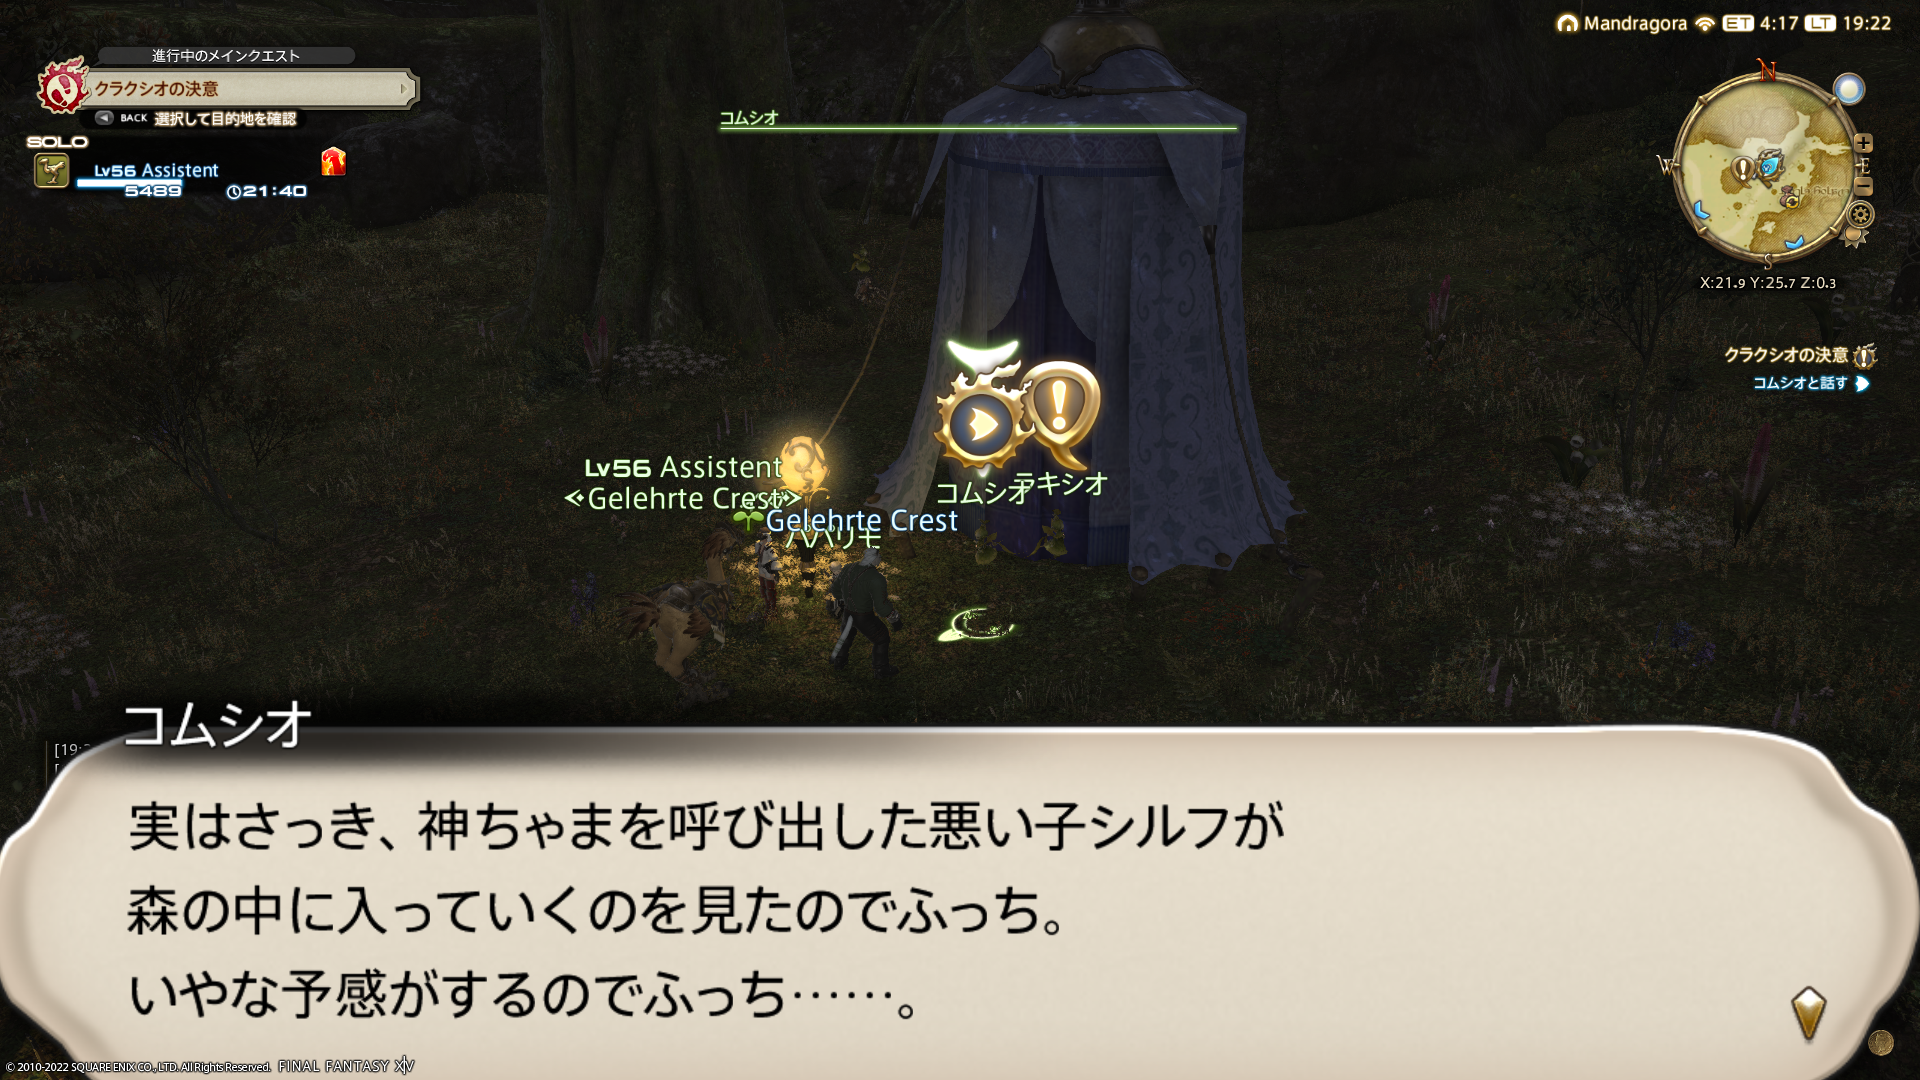 進行中のメインクエスト
クラクシオの決意
BACK 選択して目的地を確認
SOLO
Lv56 Assistent
5489 21:40
Mandragora ET 4:17 LT 19:22
N
W E
S
X:21.9 Y:25.7 Z:0.3
クラクシオの決意
コムシオと話す
コムシオ
Lv56 Assistent
«Gelehrte Crest»
コムシオ
ラキシオ
Gelehrte Crest
パパリモ
[19:
コムシオ
実はさっき、神ちゃまを呼び出した悪い子シルフが
森の中に入っていくのを見たのでふっち。
いやな予感がするのでふっち……。
© 2010-2022 SQUARE ENIX CO., LTD. All Rights Reserved. FINAL FANTASY XIV